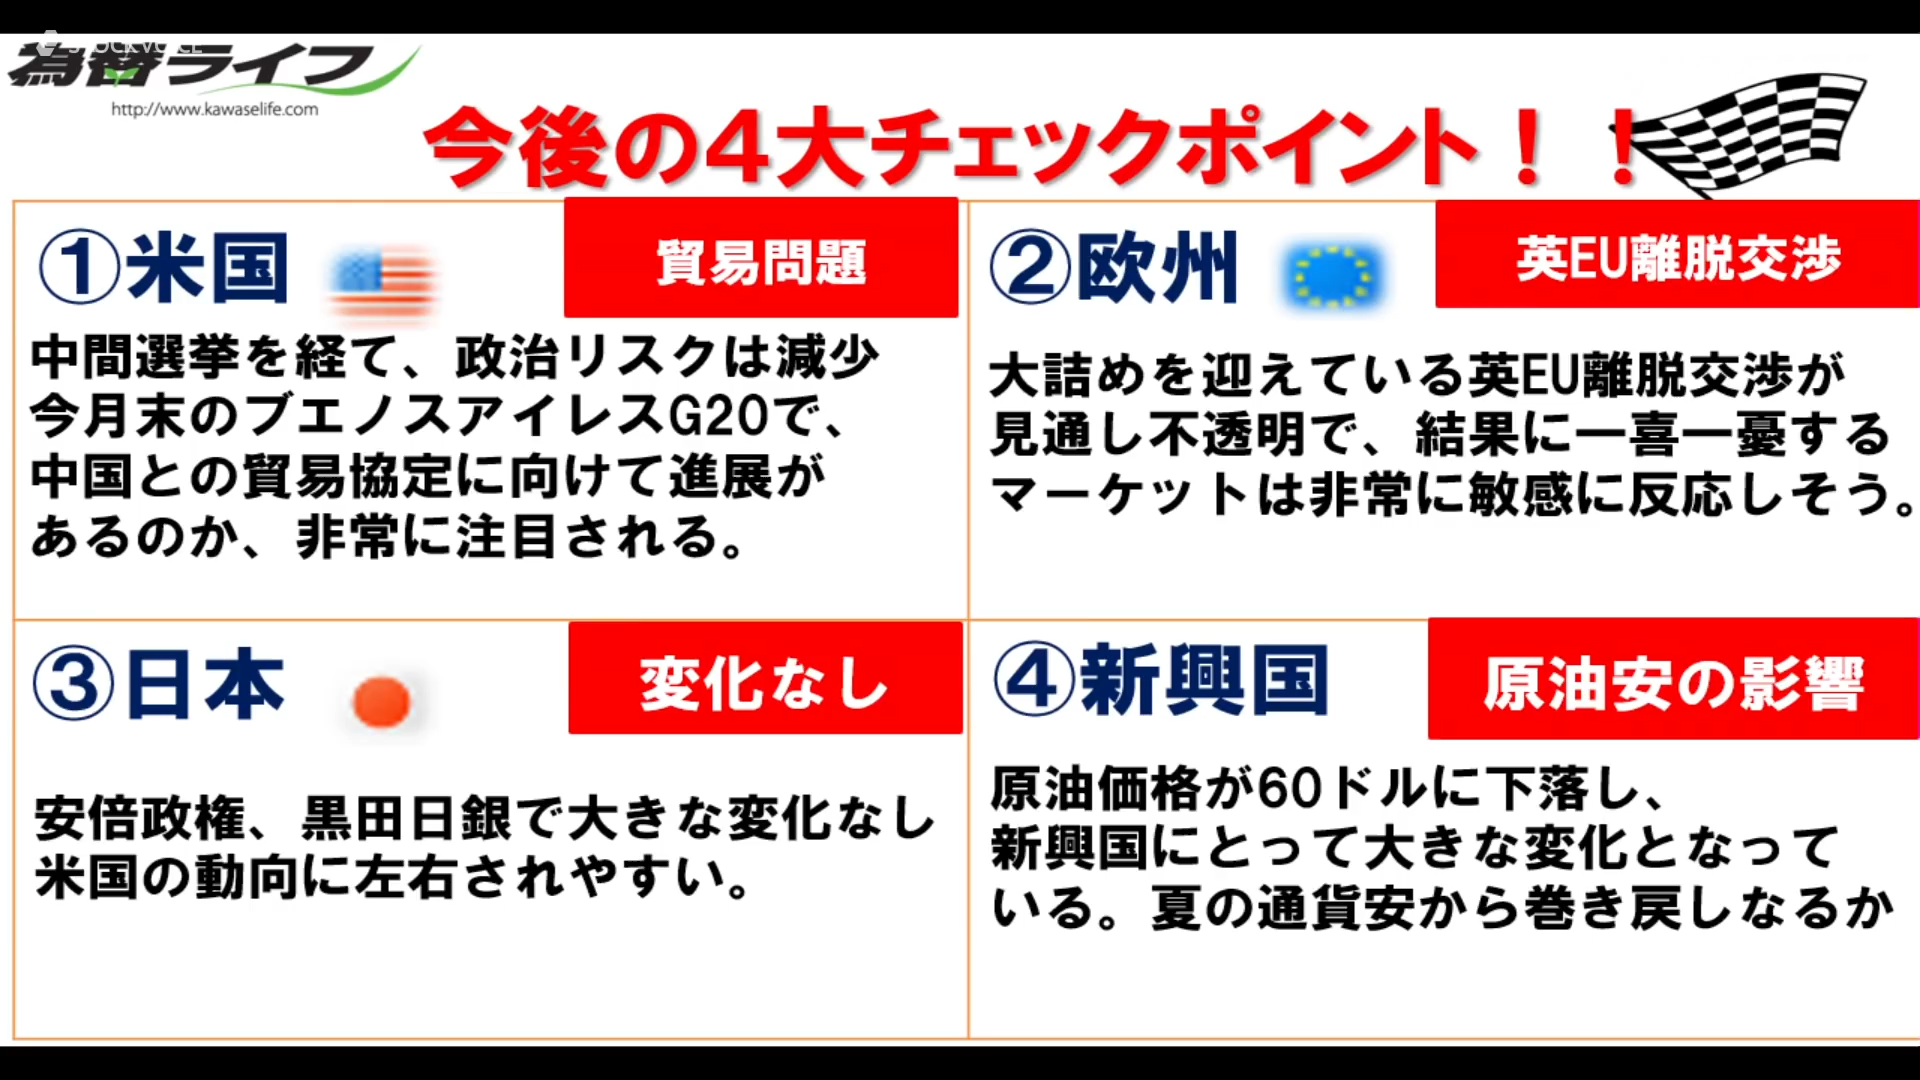 STOCKVOICE
為替ライフ
http://www.kawaselife.com
今後の4大チェックポイント！！
①米国
貿易問題
中間選挙を経て、政治リスクは減少
今月末のブエノスアイレスG20で、
中国との貿易協定に向けて進展が
あるのか、非常に注目される。
②欧州
英EU離脱交渉
大詰めを迎えている英EU離脱交渉が
見通し不透明で、結果に一喜一憂する
マーケットは非常に敏感に反応しそう。
③日本
変化なし
安倍政権、黒田日銀で大きな変化なし
米国の動向に左右されやすい。
④新興国
原油安の影響
原油価格が60ドルに下落し、
新興国にとって大きな変化となって
いる。夏の通貨安から巻き戻しなるか